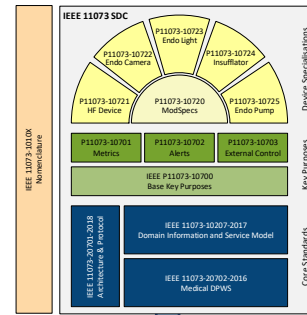 IEEE 11073 SDC
P11073-10723
Endo Light
P11073-10722
Endo Camera
P11073-10724
Insufflator
P11073-10721
HF Device
P11073-10720
ModSpecs
P11073-10725
Endo Pump
Device Specialisations
P11073-10701
Metrics
P11073-10702
Alerts
P11073-10703
External Control
IEEE P11073-10700
Base Key Purposes
Key Purposes
IEEE 11073-20701-2018
Architecture & Protocol
IEEE 11073-10207-2017
Domain Information and Service Model
IEEE 11073-20702-2016
Medical DPWS
Core Standards
IEEE 11073-1010X
Nomenclature